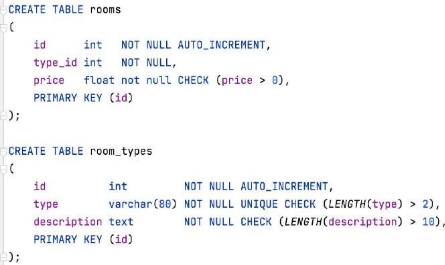 CREATE TABLE rooms
(
    id      int   NOT NULL AUTO_INCREMENT,
    type_id int   NOT NULL,
    price   float not null CHECK (price > 0),
    PRIMARY KEY (id)
);
CREATE TABLE room_types
(
    id          int         NOT NULL AUTO_INCREMENT,
    type        varchar(80) NOT NULL UNIQUE CHECK (LENGTH(type) > 2),
    description text        NOT NULL CHECK (LENGTH(description) > 10),
    PRIMARY KEY (id)
);